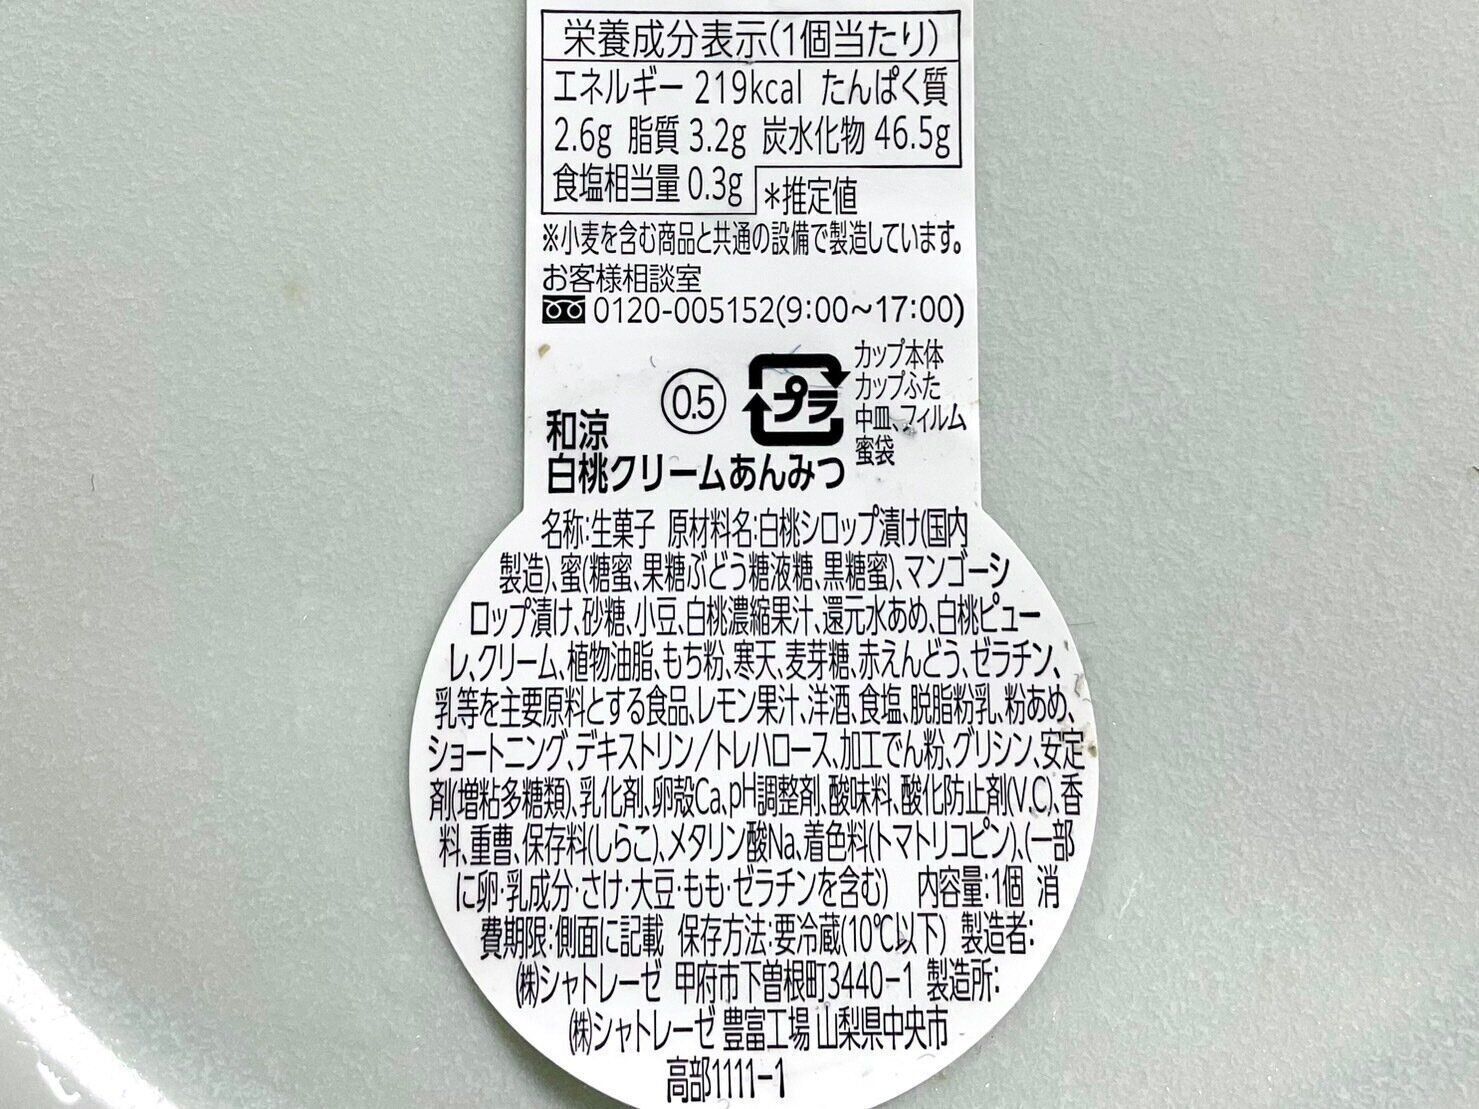 栄養成分表示(1個当たり)
エネルギー 219kcal たんぱく質
2.6g 脂質 3.2g 炭水化物 46.5g
食塩相当量 0.3g *推定値
※小麦を含む商品と共通の設備で製造しています。
お客様相談室
0120-005152(9:00~17:00)
カップ本体
カップふた
中皿、フィルム
蜜袋
0.5
プラ
和涼
白桃クリームあんみつ
名称:生菓子 原材料名:白桃シロップ漬け(国内
製造)、蜜(糖蜜、果糖ぶどう糖液糖、黒糖蜜)、マンゴーシ
ロップ漬け、砂糖、小豆、白桃濃縮果汁、還元水あめ、白桃ピュー
レ、クリーム、植物油脂、もち粉、寒天、麦芽糖、赤えんどう、ゼラチン、
乳等を主要原料とする食品、レモン果汁、洋酒、食塩、脱脂粉乳、粉あめ、
ショートニング、デキストリン/トレハロース、加工でん粉、グリシン、安定
剤(増粘多糖類)、乳化剤、卵殻Ca、pH調整剤、酸味料、酸化防止剤(V.C)、香
料、重曹、保存料(しらこ)、メタリン酸Na、着色料(トマトリコピン)、(一部
に卵・乳成分・さけ・大豆・もも・ゼラチンを含む) 内容量:1個 消
費期限:側面に記載 保存方法:要冷蔵(10℃以下) 製造者:
(株)シャトレーゼ 甲府市下曽根町3440-1 製造所:
(株)シャトレーゼ 豊富工場 山梨県中央市
高部1111-1